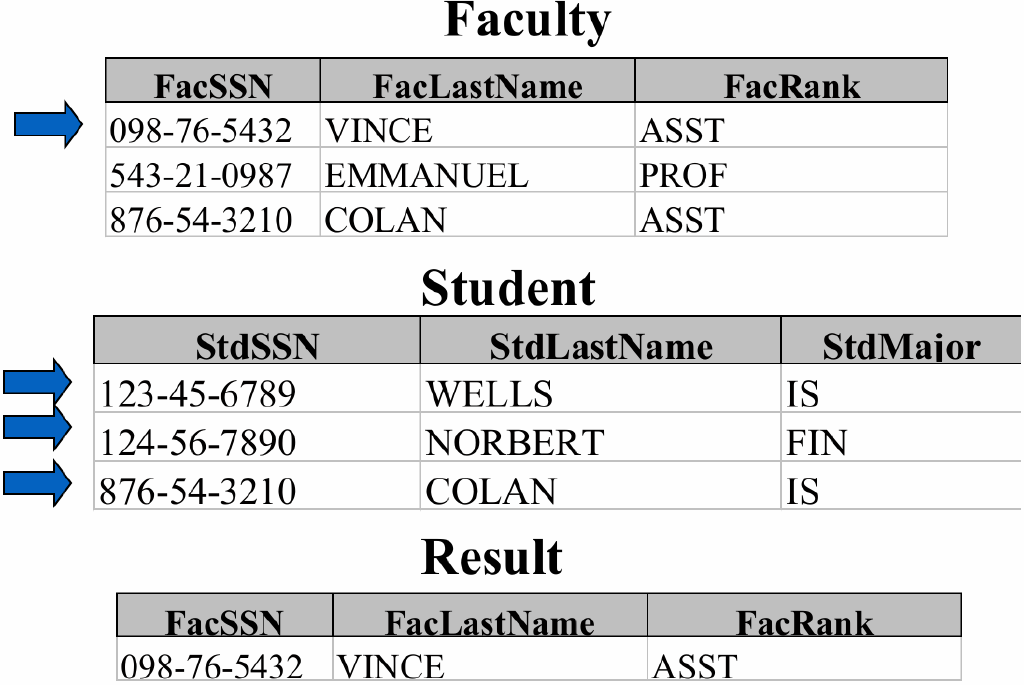 Faculty
FacSSN FacLastName FacRank
098-76-5432 VINCE ASST
543-21-0987 EMMANUEL PROF
876-54-3210 COLAN ASST
Student
StdSSN StdLastName StdMajor
123-45-6789 WELLS IS
124-56-7890 NORBERT FIN
876-54-3210 COLAN IS
Result
FacSSN FacLastName FacRank
098-76-5432 VINCE ASST